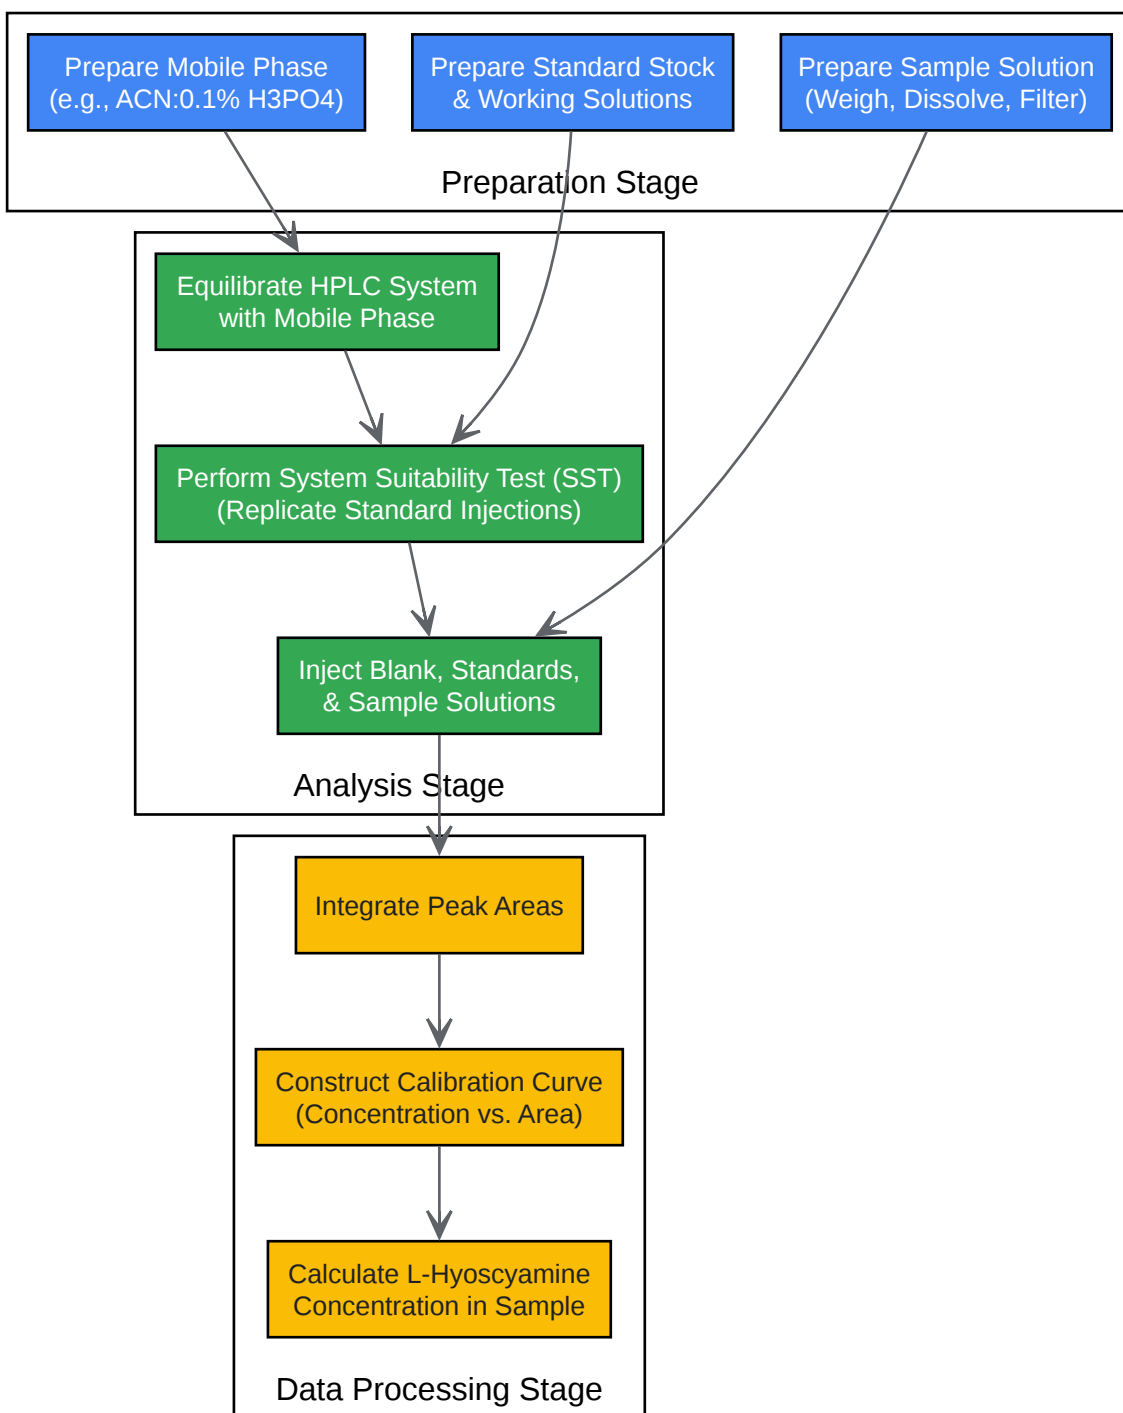 Prepare Mobile Phase
(e.g., ACN:0.1% H3PO4)
Prepare Standard Stock
& Working Solutions
Prepare Sample Solution
(Weigh, Dissolve, Filter)
Preparation Stage
Equilibrate HPLC System
with Mobile Phase
Perform System Suitability Test (SST)
(Replicate Standard Injections)
Inject Blank, Standards,
& Sample Solutions
Analysis Stage
Integrate Peak Areas
Construct Calibration Curve
(Concentration vs. Area)
Calculate L-Hyoscyamine
Concentration in Sample
Data Processing Stage